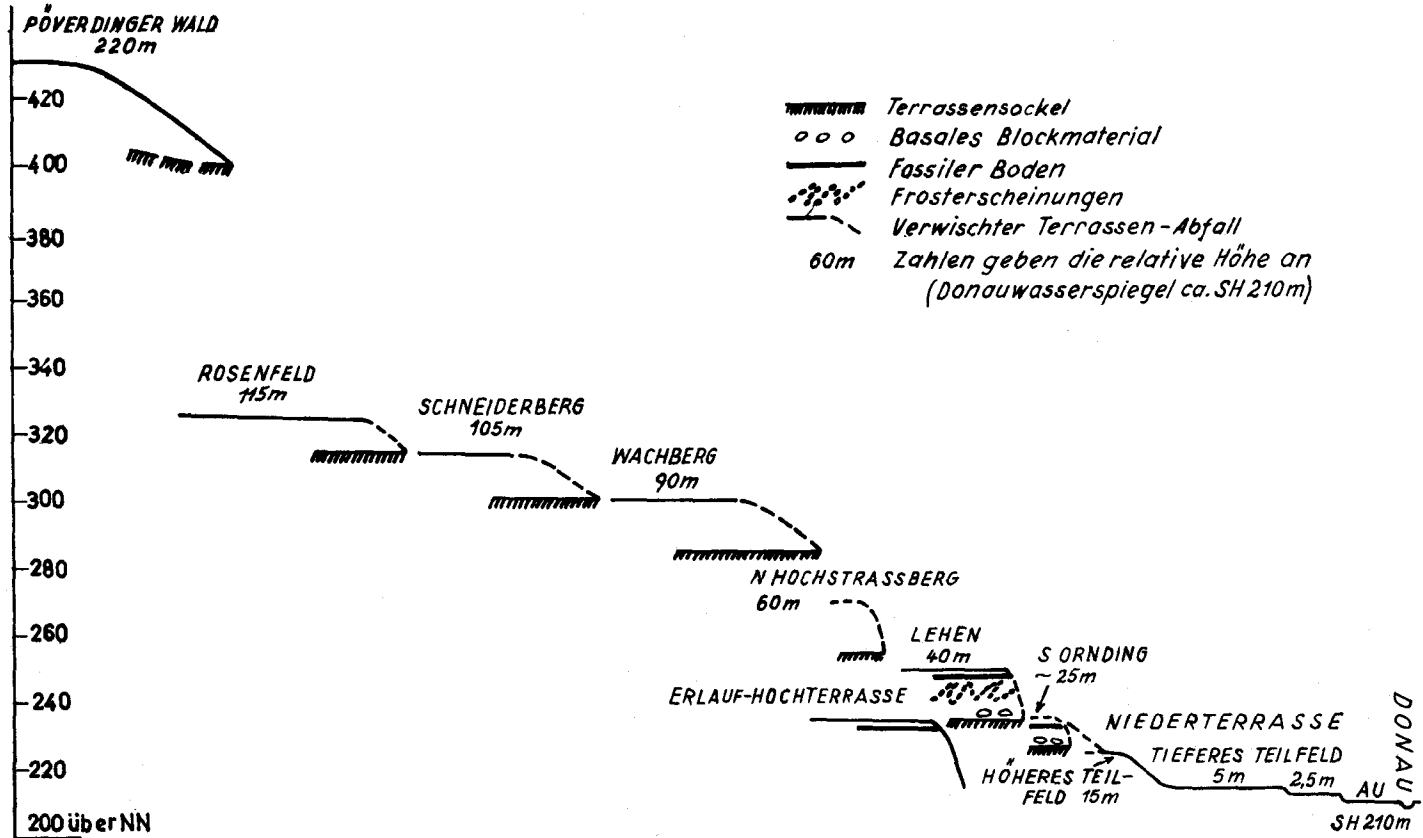 PÖVERDINGER WALD
220m
420
400
380
360
340
320
300
280
260
240
220
200 über NN
Terrassensockel
Basales Blockmaterial
Fassiler Boden
Frosterscheinungen
Verwischter Terrassen-Abfall
60m Zahlen geben die relative Höhe an
(Donauwasserspiegel ca. SH 210m)
ROSENFELD
115m
SCHNEIDERBERG
105m
WACHBERG
90m
N HOCHSTRASSBERG
60m
LEHEN
40m
S ORNDING
~25m
ERLAUF-HOCHTERRASSE
NIEDERTERRASSE
TIEFERES TEILFELD
5m 2,5m
HÖHERES TEIL-
FELD 15m
AU
DONAU
SH 210m